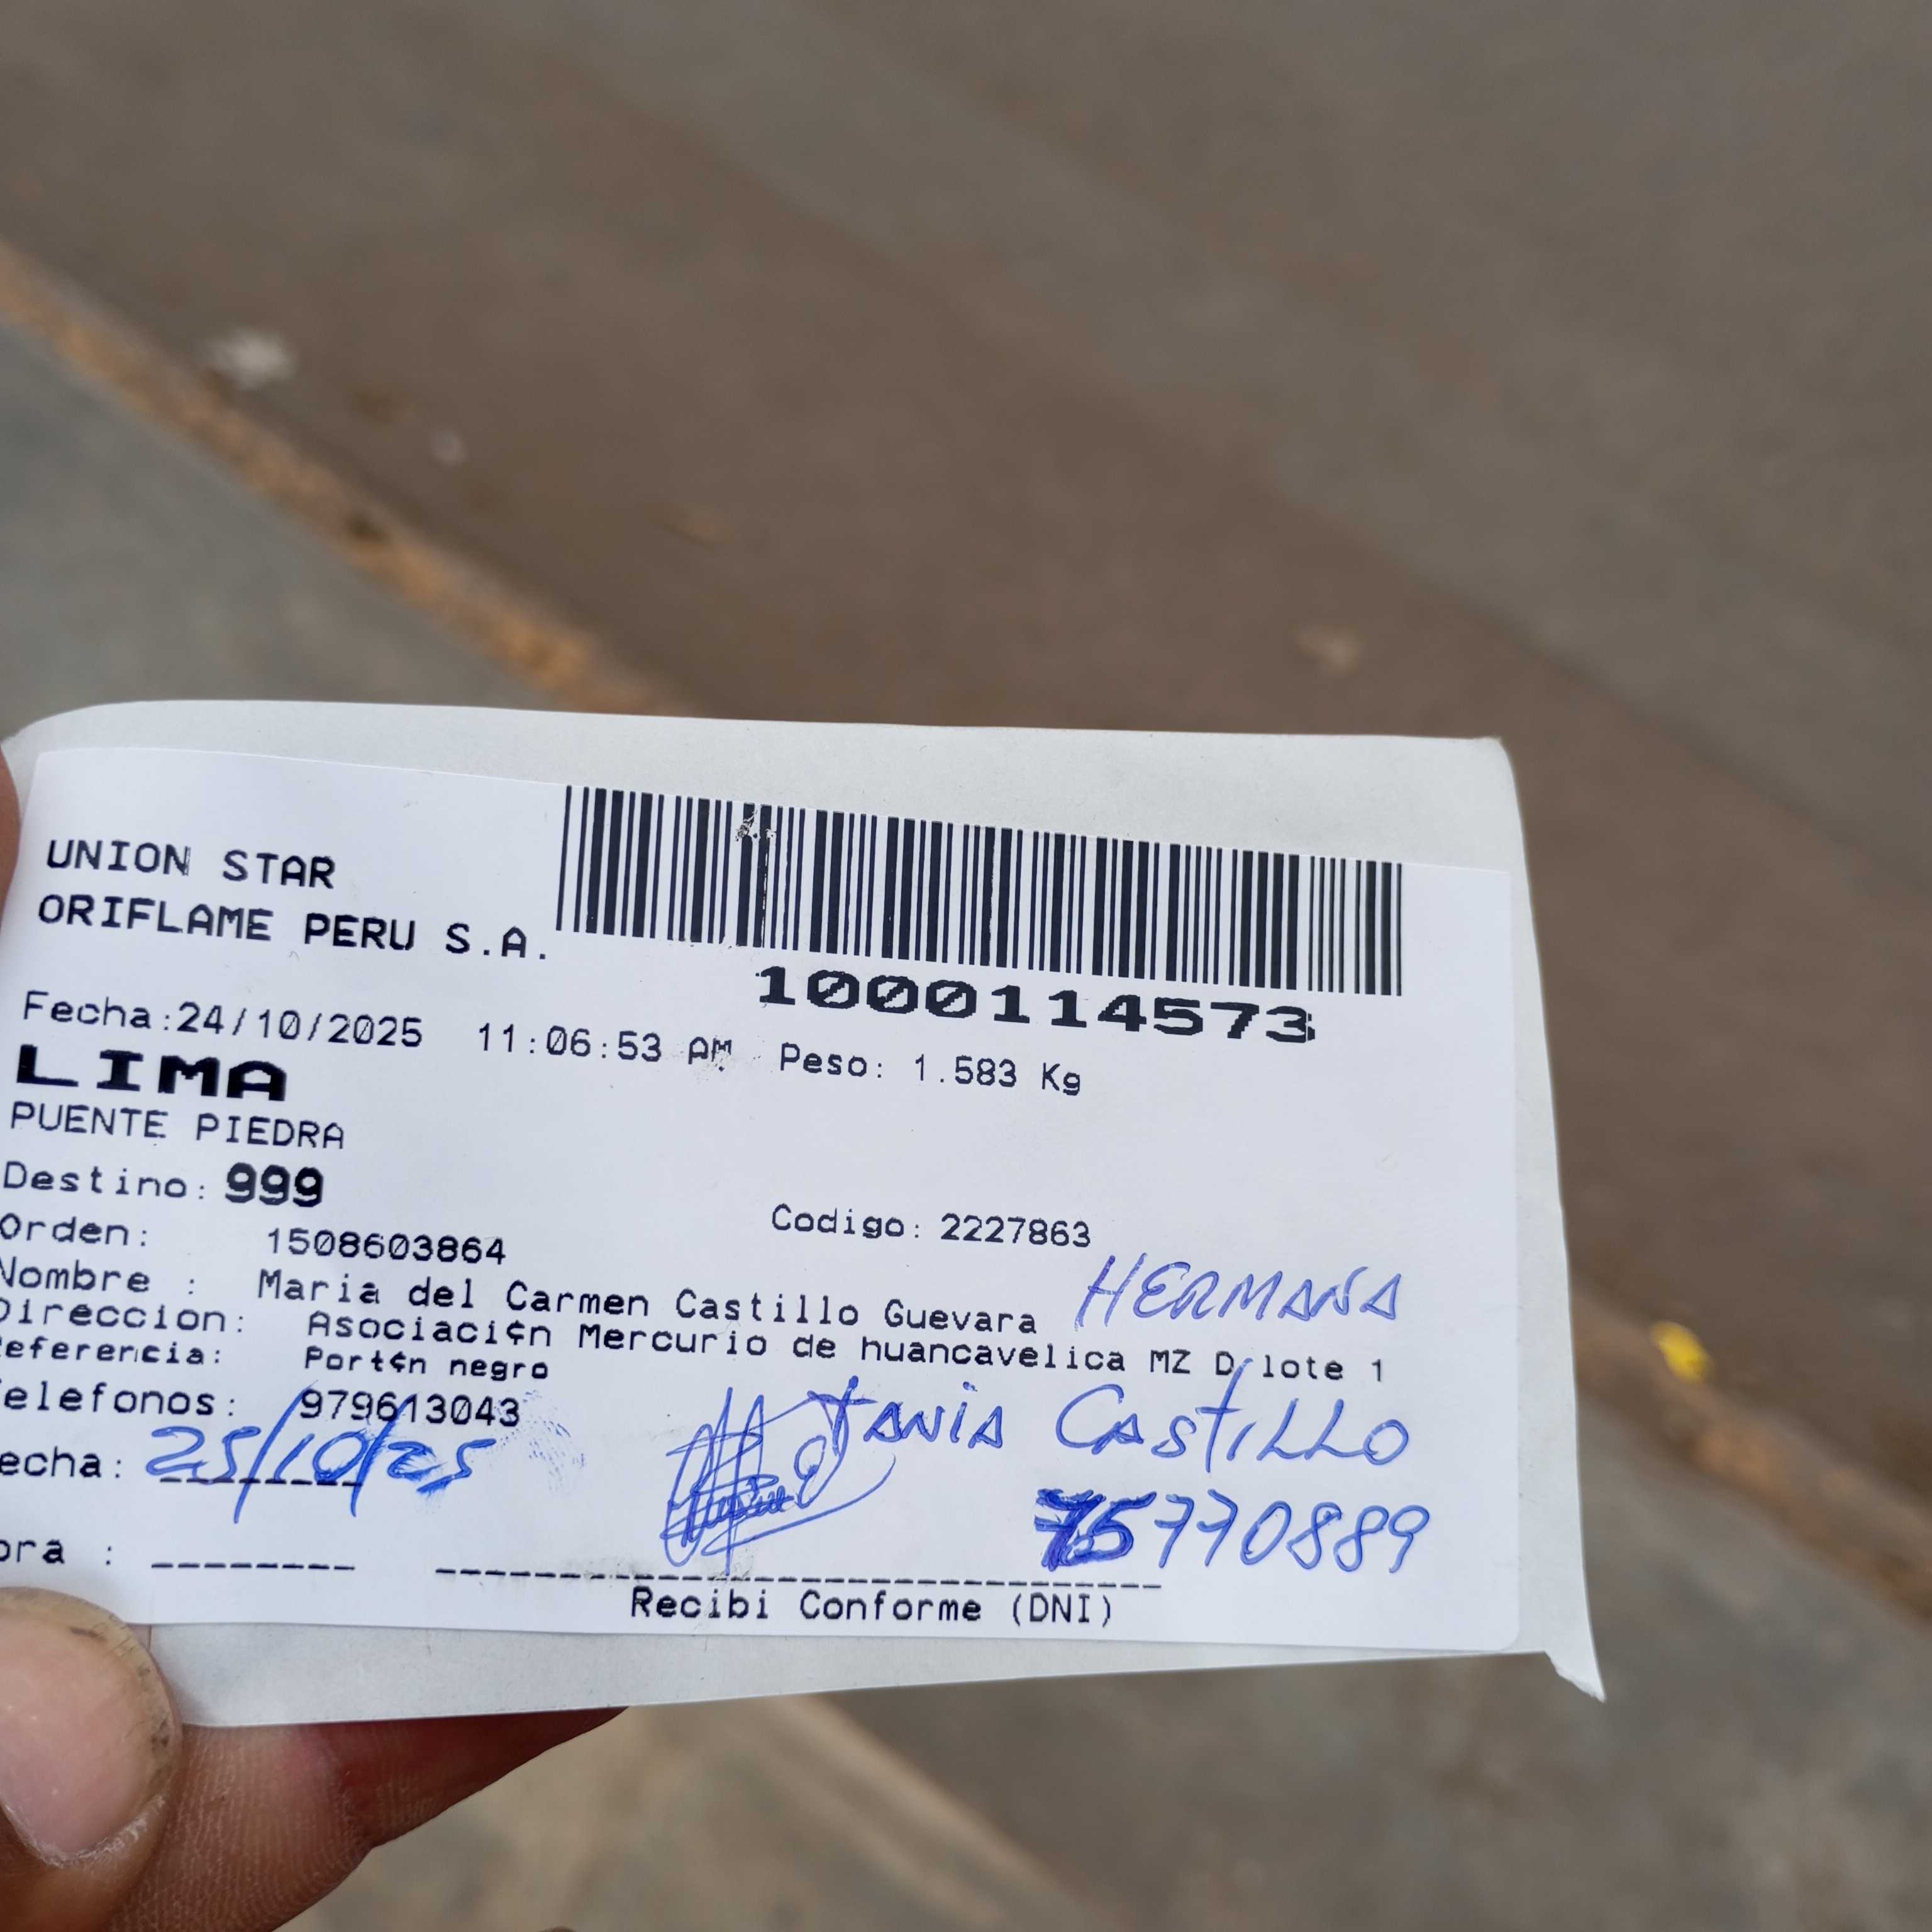 UNION STAR
ORIFLAME PERU S.A.
1000114573
Fecha:24/10/2025 11:06:53 AM Peso: 1.583 Kg
LIMA
PUENTE PIEDRA
Destino: 999
Orden: 1508603864 Codigo: 2227863
Nombre : Maria del Carmen Castillo Guevara HERMANA
Direccion: Asociaci¢n Mercurio de huancavelica MZ D lote 1
eferencia: Port¢n negro
elefonos: 979613043
TANIA CASTILLO
echa: 25/10/25
75770889
ora :
Recibi Conforme (DNI)